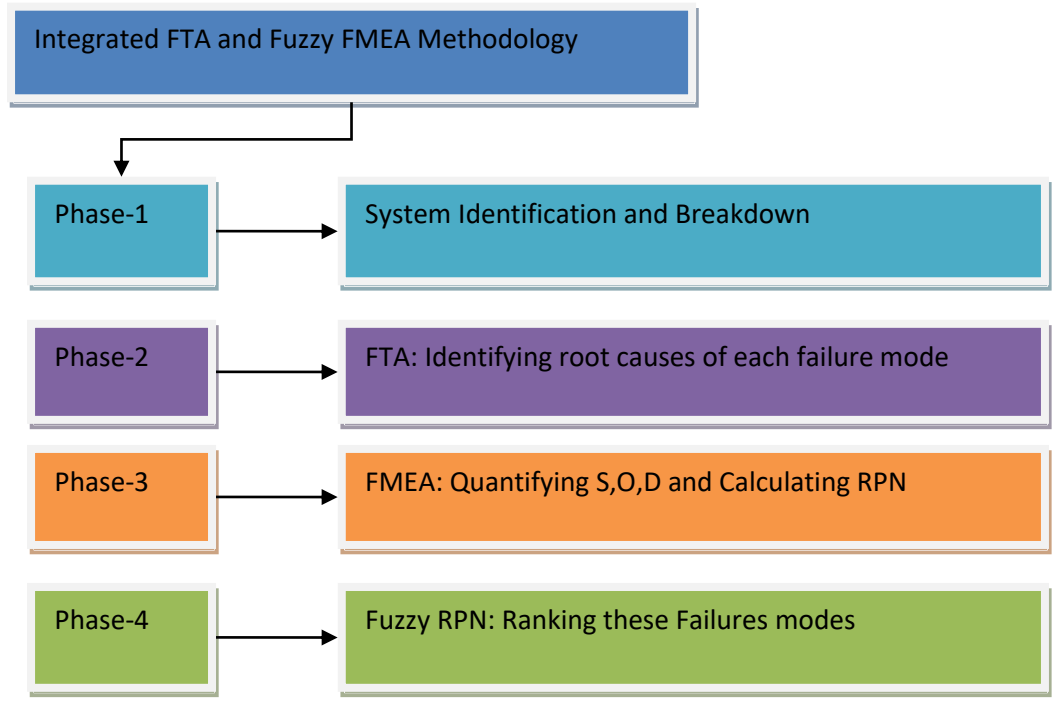 Integrated FTA and Fuzzy FMEA Methodology
Phase-1
System Identification and Breakdown
Phase-2
FTA: Identifying root causes of each failure mode
Phase-3
FMEA: Quantifying S,O,D and Calculating RPN
Phase-4
Fuzzy RPN: Ranking these Failures modes